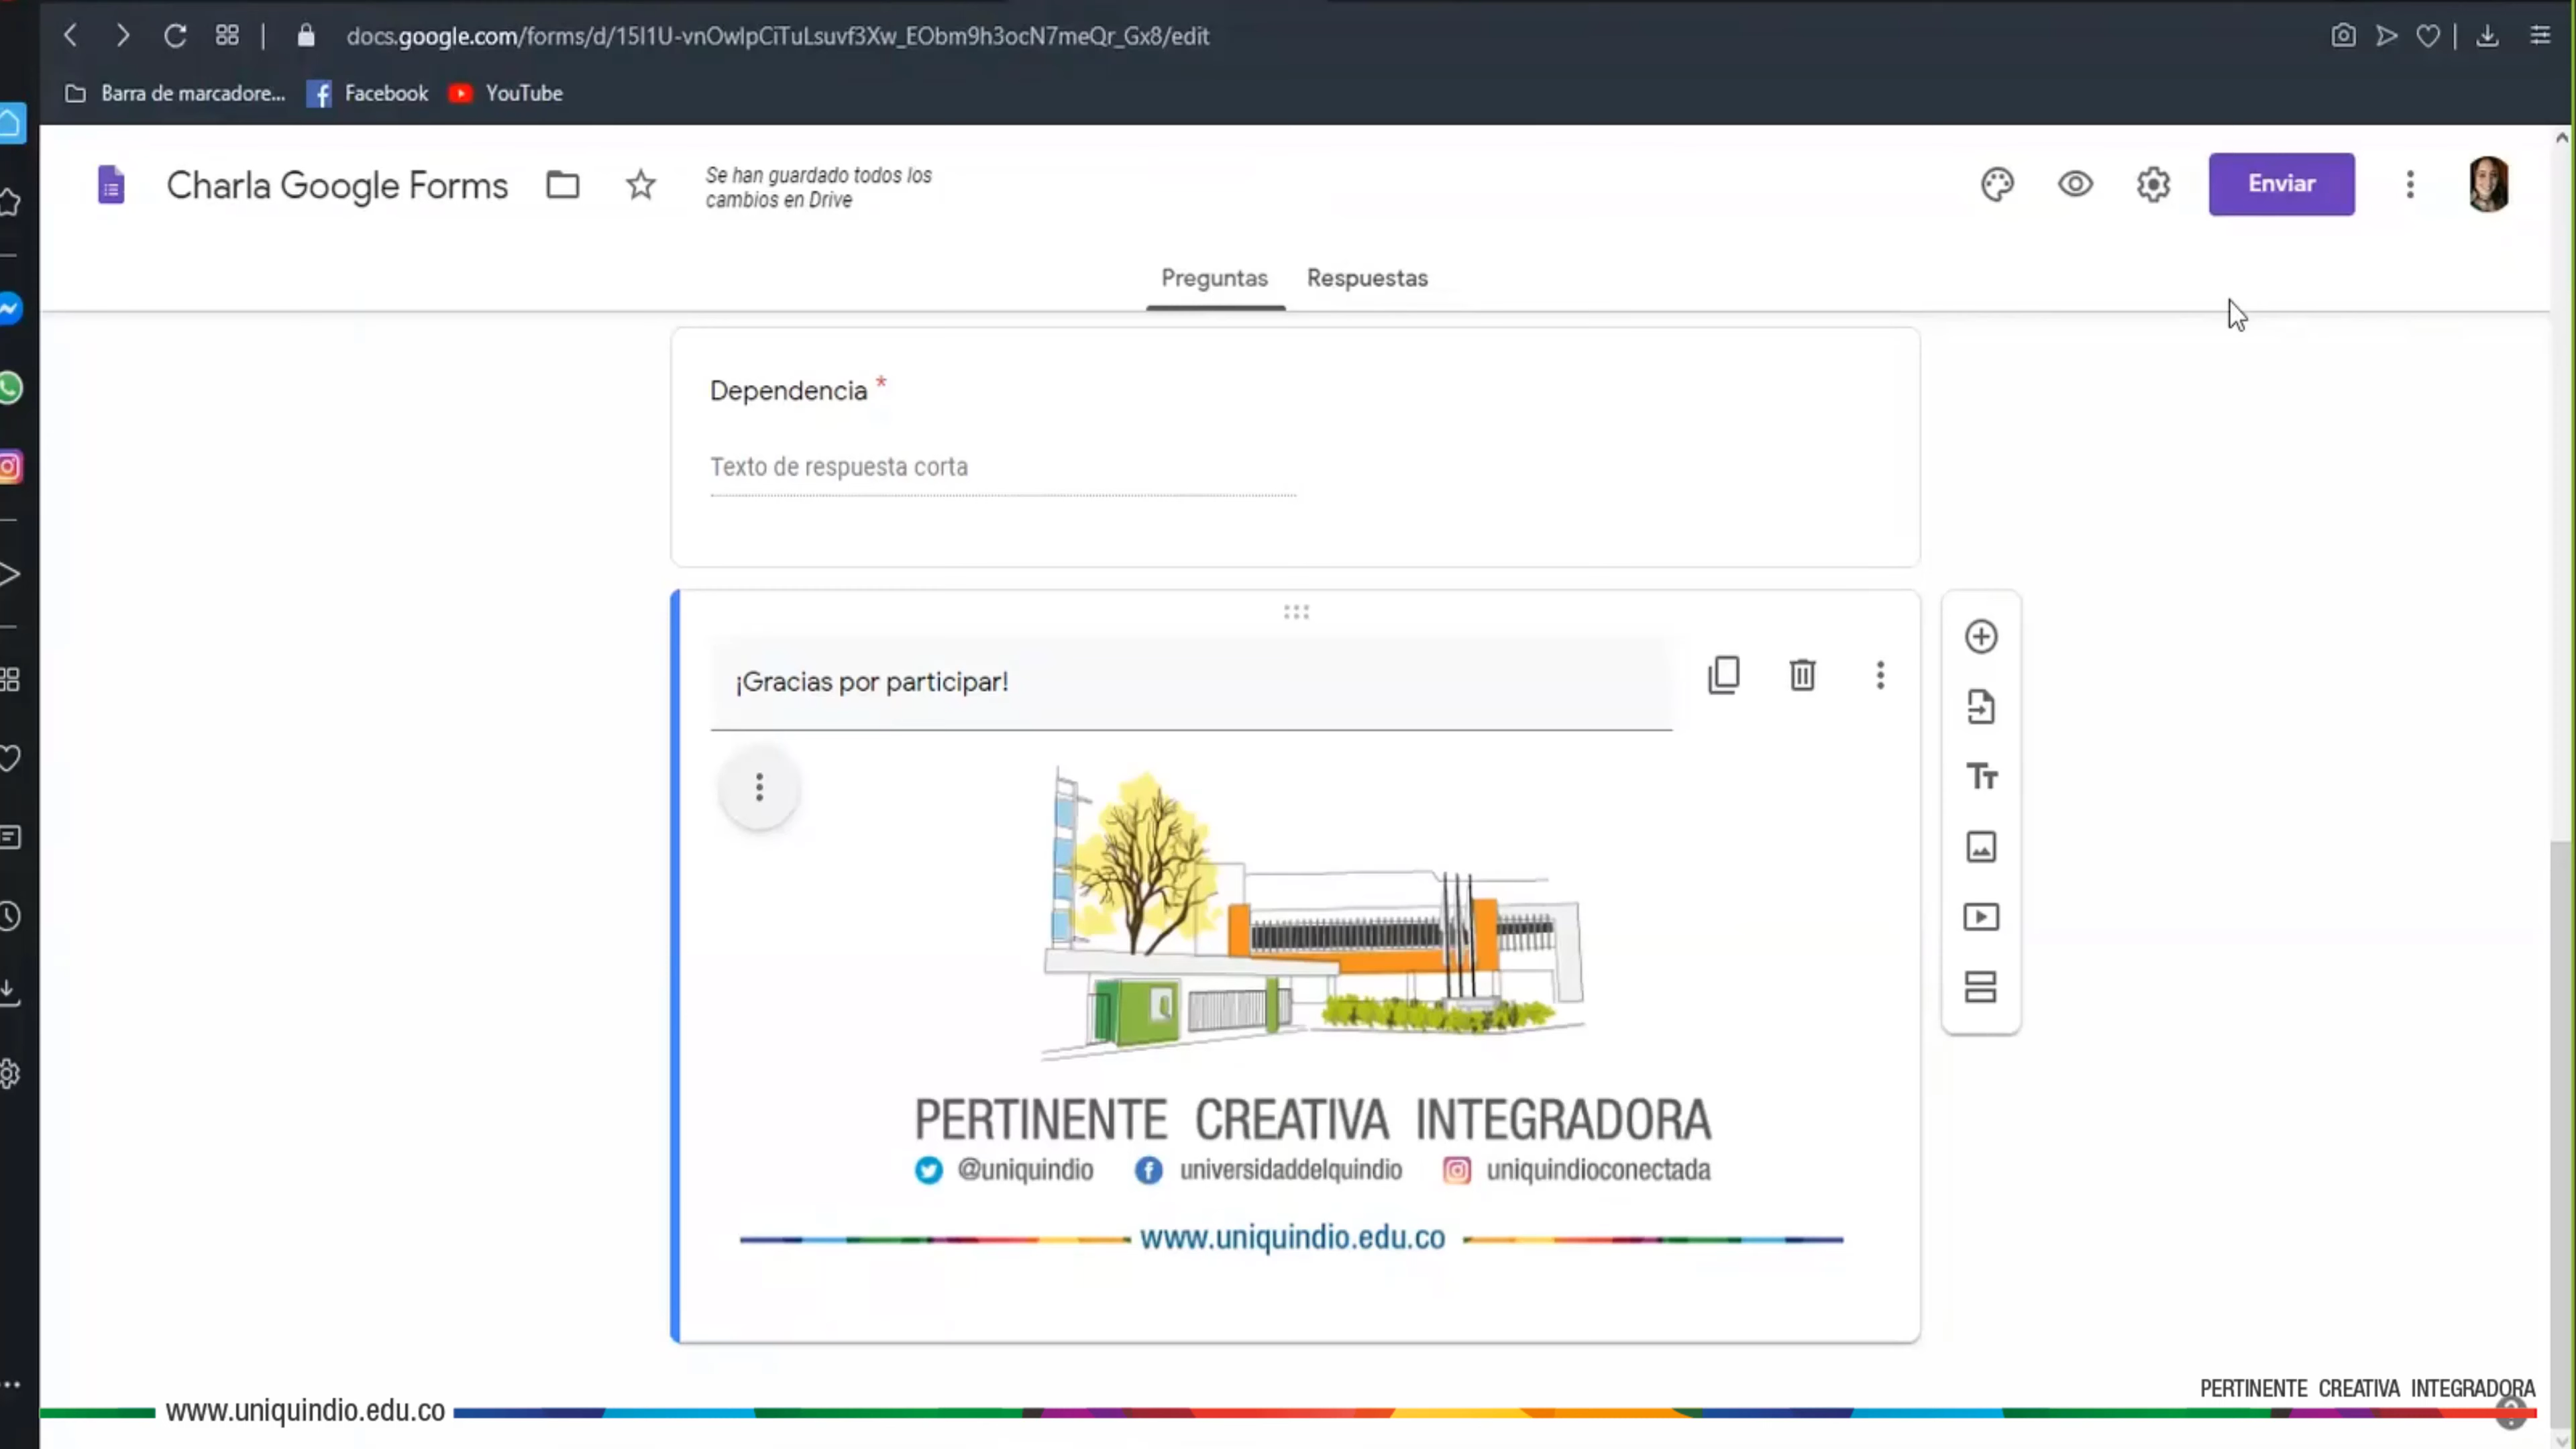 docs.google.com/forms/d/15I1U-vnOwlpCiTuLsuvf3Xw_EObm9h3ocN7meQr_Gx8/edit
Barra de marcadore... Facebook YouTube
Charla Google Forms
Se han guardado todos los
cambios en Drive
Enviar
Preguntas Respuestas
Dependencia *
Texto de respuesta corta
¡Gracias por participar!
PERTINENTE CREATIVA INTEGRADORA
@uniquindio universidaddelquindio uniquindioconectada
www.uniquindio.edu.co
PERTINENTE CREATIVA INTEGRADORA
www.uniquindio.edu.co